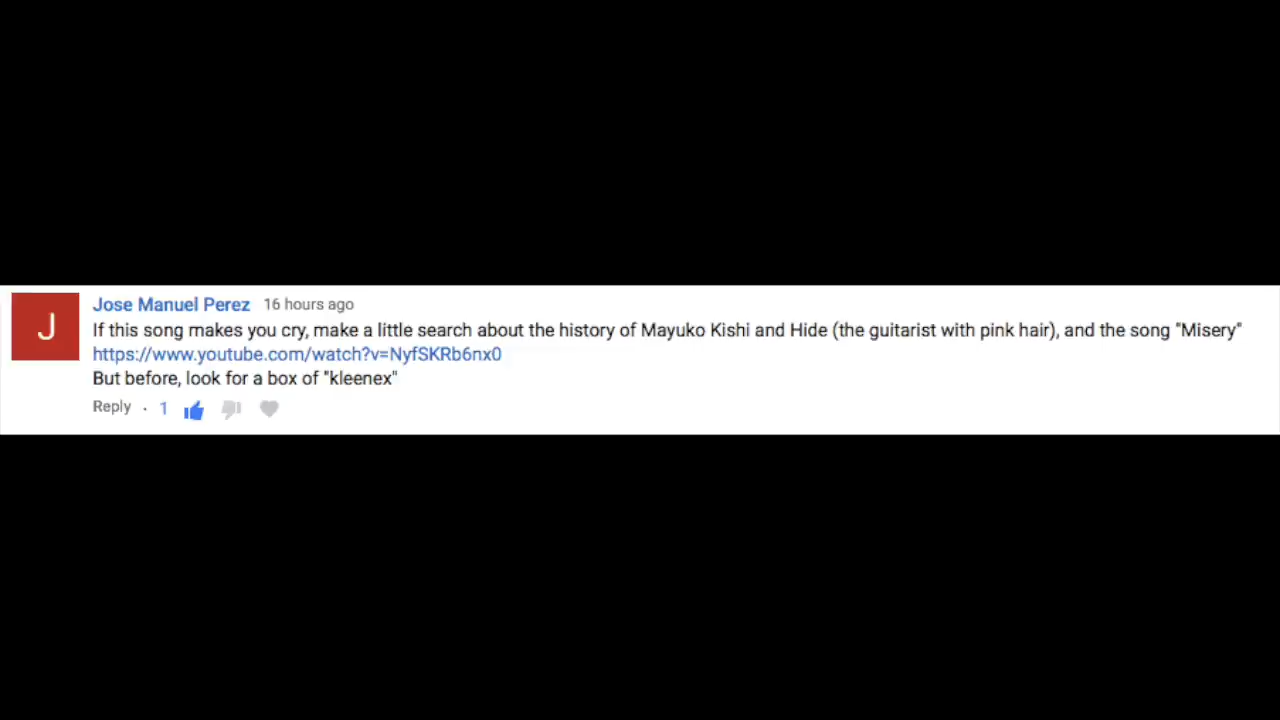 J
Jose Manuel Perez 16 hours ago
If this song makes you cry, make a little search about the history of Mayuko Kishi and Hide (the guitarist with pink hair), and the song "Misery"
https://www.youtube.com/watch?v=NyfSKRb6nx0
But before, look for a box of "kleenex"
Reply · 1